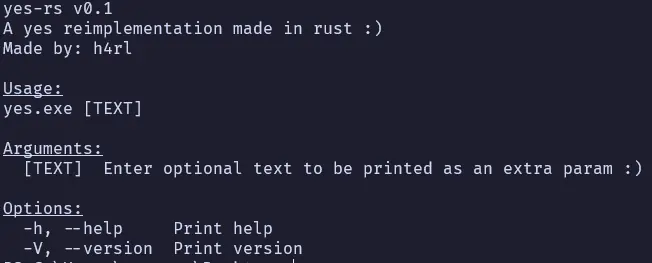 yes-rs v0.1
A yes reimplementation made in rust :)
Made by: h4rl

Usage:
yes.exe [TEXT]

Arguments:
  [TEXT]  Enter optional text to be printed as an extra param :)

Options:
  -h, --help     Print help
  -V, --version  Print version